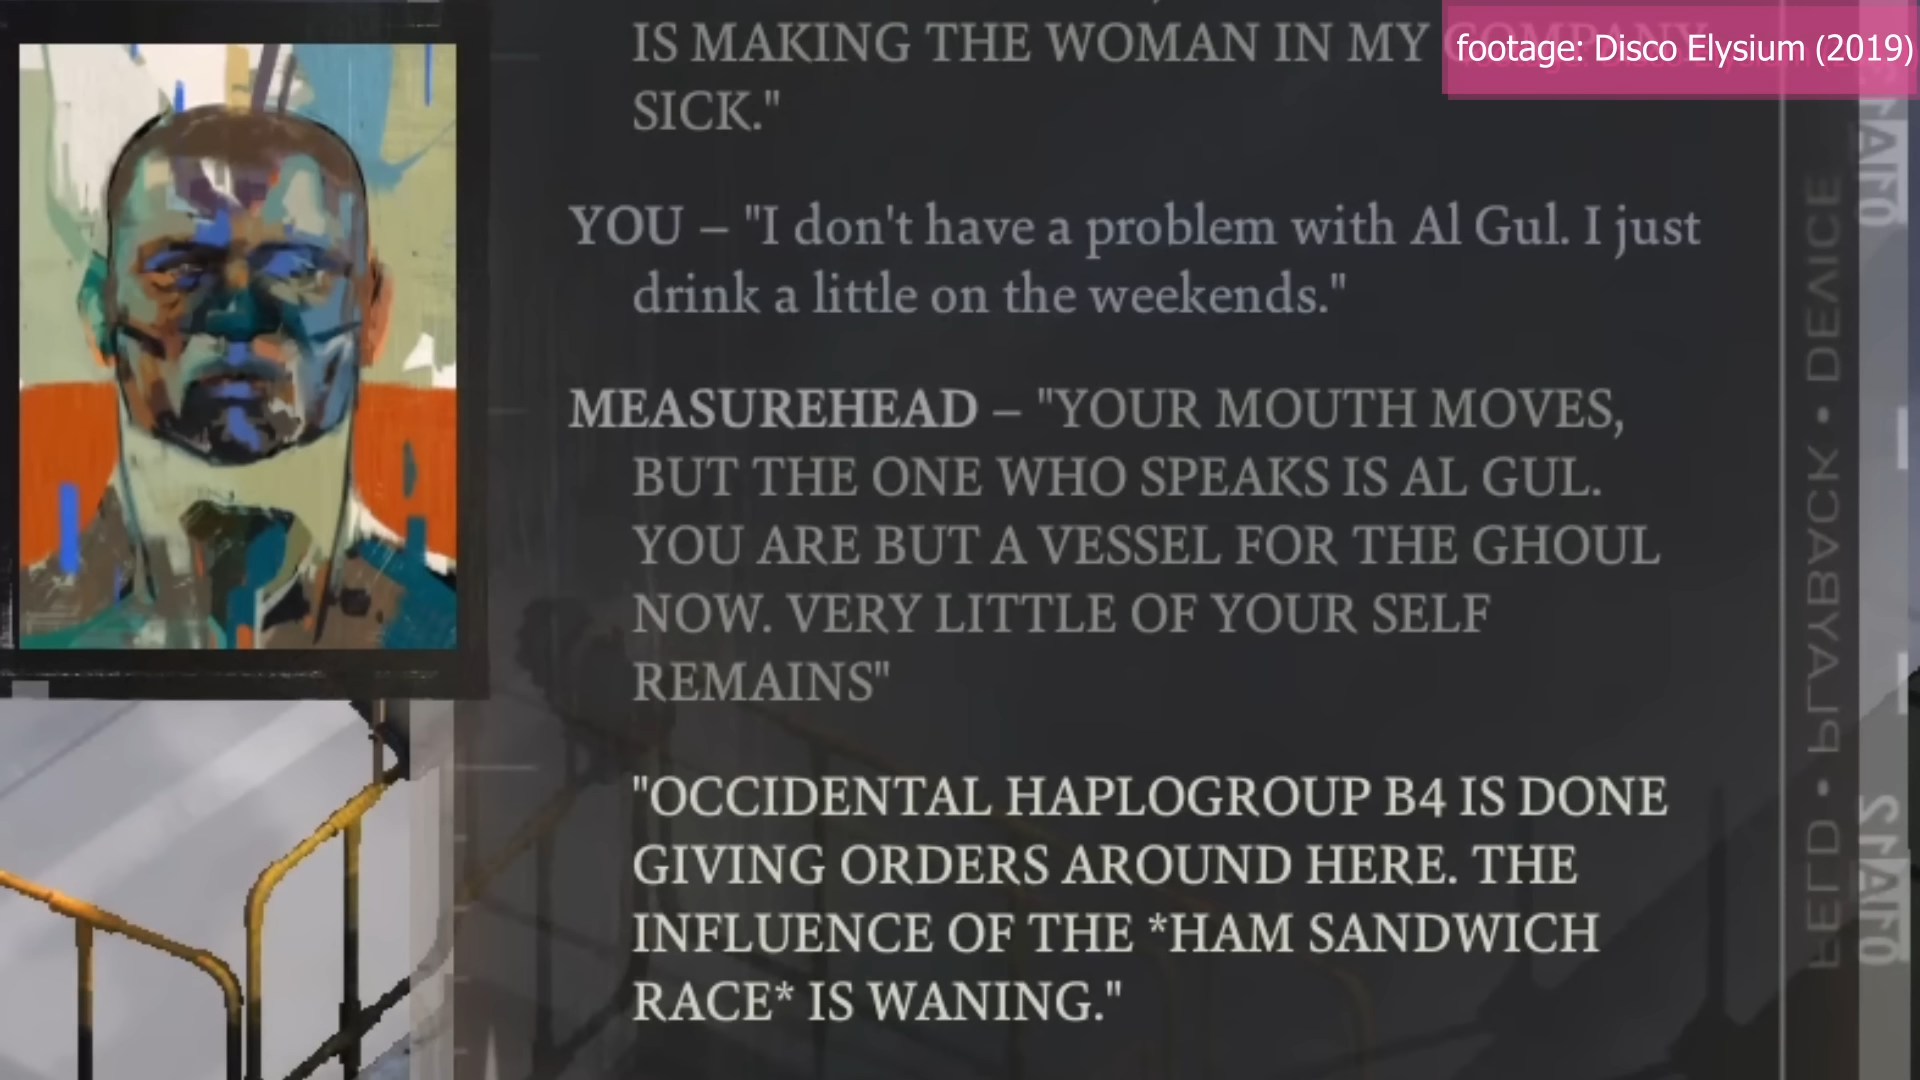 IS MAKING THE WOMAN IN MY COMPANY
footage: Disco Elysium (2019)
SICK."
YOU – "I don't have a problem with Al Gul. I just
drink a little on the weekends."
MEASUREHEAD – "YOUR MOUTH MOVES,
BUT THE ONE WHO SPEAKS IS AL GUL.
YOU ARE BUT A VESSEL FOR THE GHOUL
NOW. VERY LITTLE OF YOUR SELF
REMAINS"
"OCCIDENTAL HAPLOGROUP B4 IS DONE
GIVING ORDERS AROUND HERE. THE
INFLUENCE OF THE *HAM SANDWICH
RACE* IS WANING."